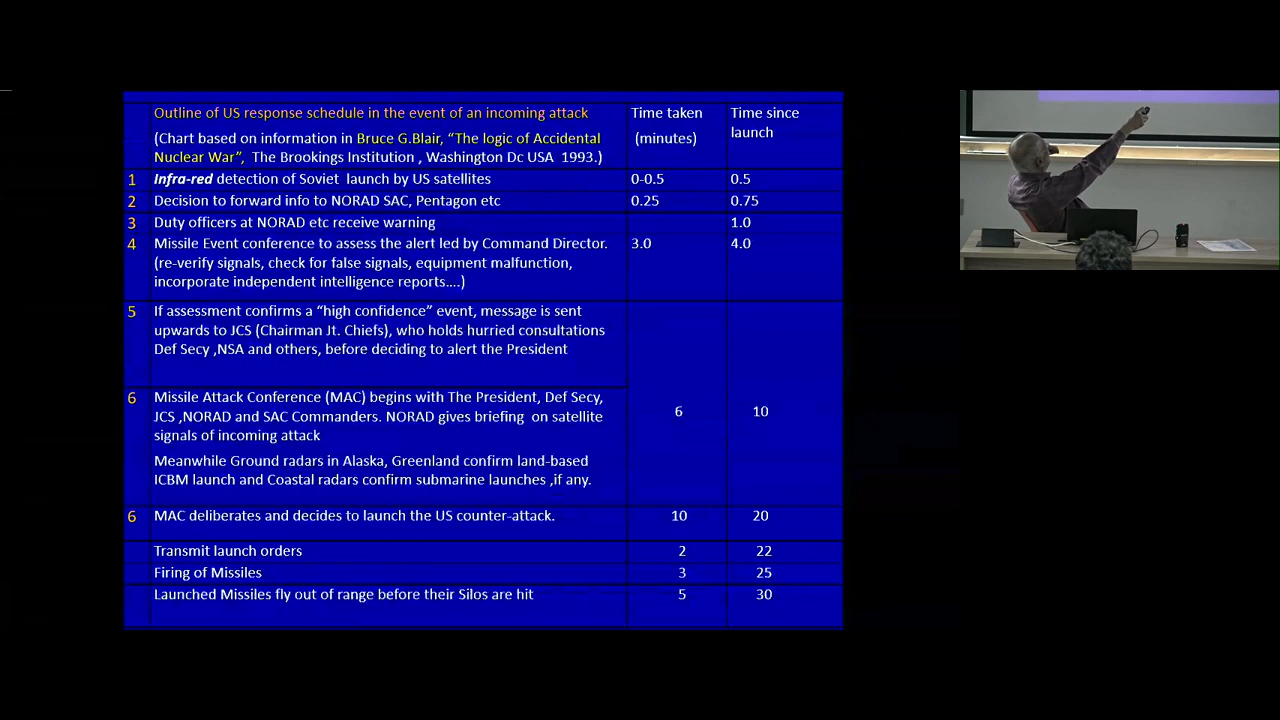 Outline of US response schedule in the event of an incoming attack
(Chart based on information in Bruce G.Blair, “The logic of Accidental
Nuclear War”, The Brookings Institution , Washington Dc USA 1993.)
Time taken
(minutes)
Time since
launch
1 Infra-red detection of Soviet launch by US satellites 0-0.5 0.5
2 Decision to forward info to NORAD SAC, Pentagon etc 0.25 0.75
3 Duty officers at NORAD etc receive warning 1.0
4 Missile Event conference to assess the alert led by Command Director. 3.0 4.0
(re-verify signals, check for false signals, equipment malfunction,
incorporate independent intelligence reports....)
5 If assessment confirms a “high confidence” event, message is sent
upwards to JCS (Chairman Jt. Chiefs), who holds hurried consultations
Def Secy ,NSA and others, before deciding to alert the President
6 Missile Attack Conference (MAC) begins with The President, Def Secy,
JCS ,NORAD and SAC Commanders. NORAD gives briefing on satellite
signals of incoming attack
6 10
Meanwhile Ground radars in Alaska, Greenland confirm land-based
ICBM launch and Coastal radars confirm submarine launches ,if any.
6 MAC deliberates and decides to launch the US counter-attack. 10 20
Transmit launch orders 2 22
Firing of Missiles 3 25
Launched Missiles fly out of range before their Silos are hit 5 30